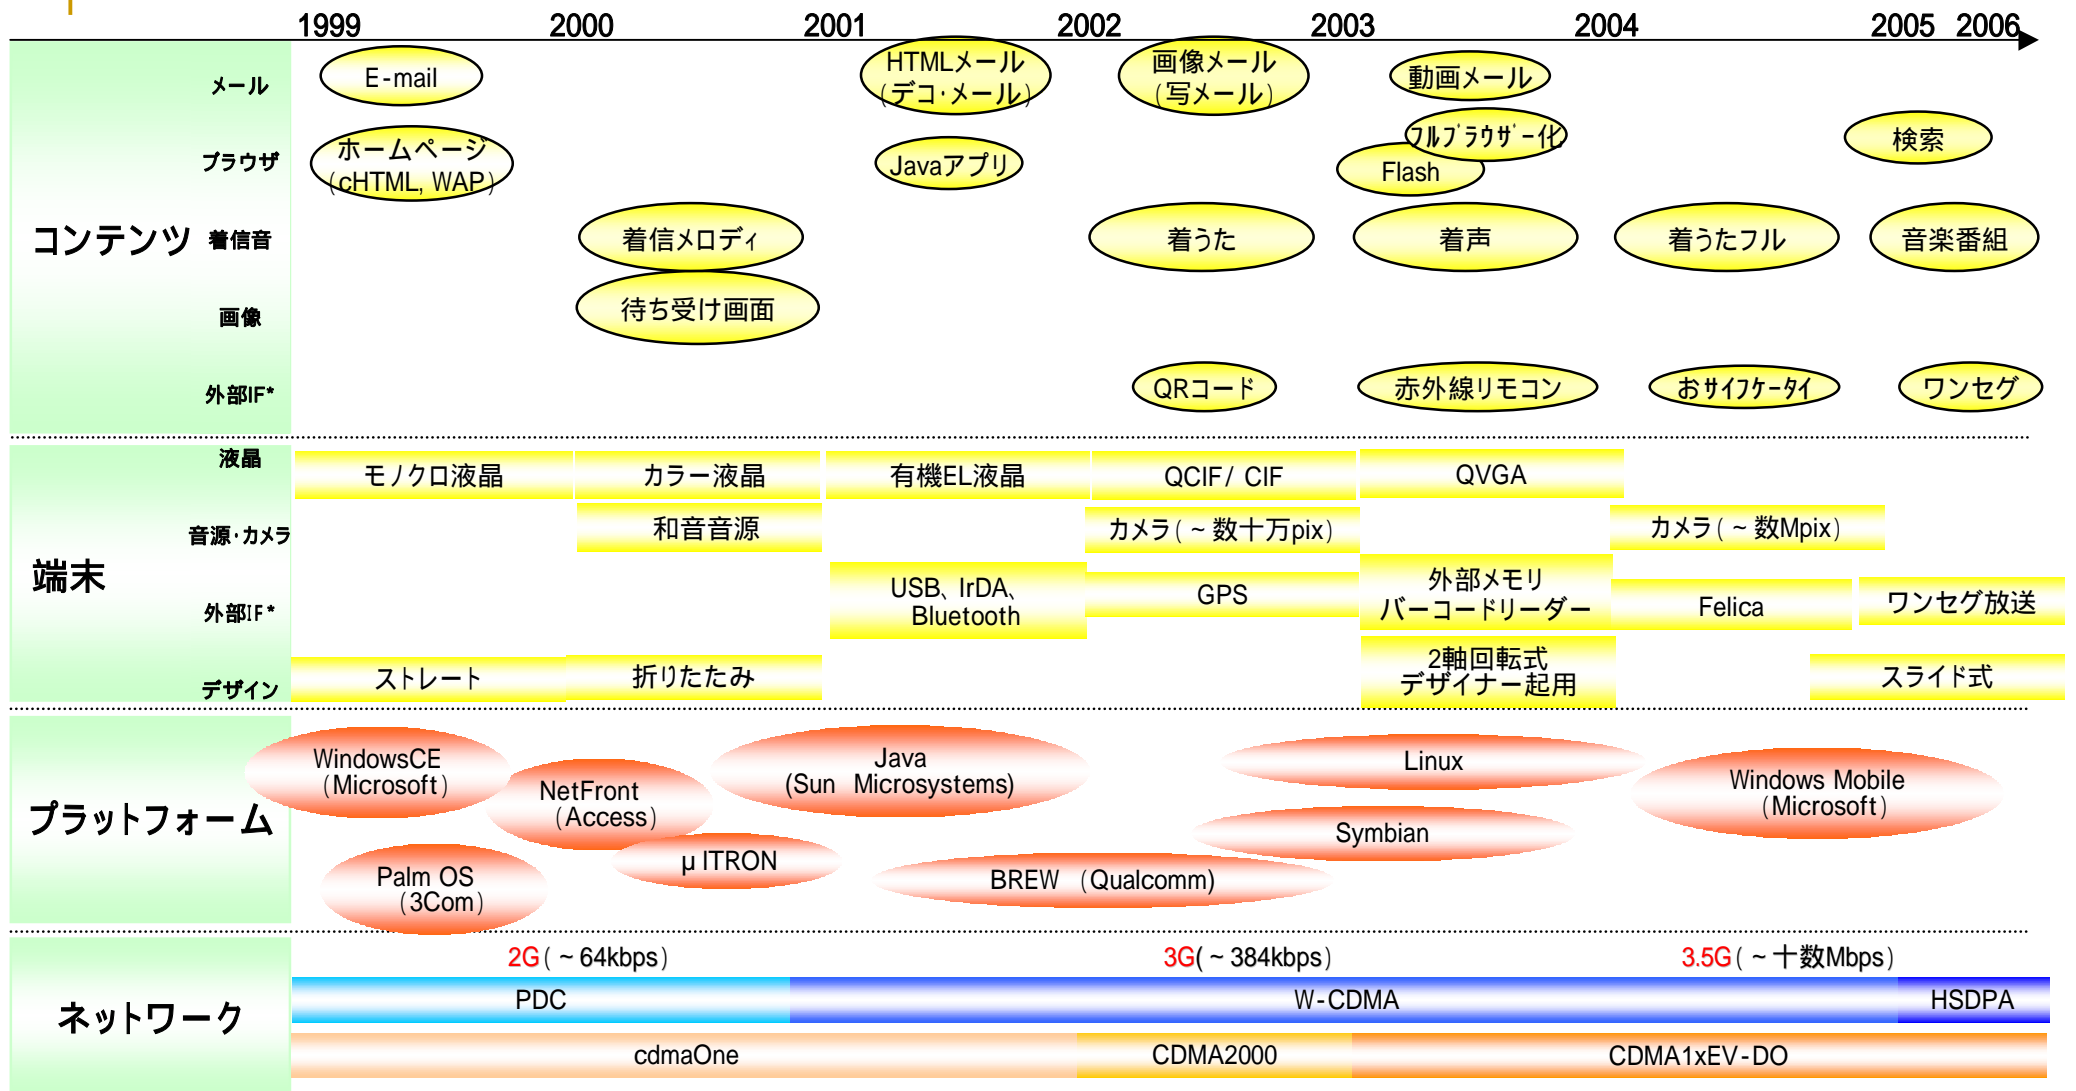 1999 2000 2001 2002 2003 2004 2005 2006
コンテンツ
メール
E-mail
HTMLメール
(デコ･メール)
画像メール
(写メール)
動画メール
ブラウザ
ホームページ
(cHTML, WAP)
Javaアプリ
Flash
ﾌﾙﾌﾞﾗｳｻﾞｰ化
検索
着信音
着信メロディ
着うた
着声
着うたフル
音楽番組
画像
待ち受け画面
外部IF*
QRコード
赤外線リモコン
おｻｲﾌｹｰﾀｲ
ワンセグ
端末
液晶
モノクロ液晶
カラー液晶
有機EL液晶
QCIF/ CIF
QVGA
音源･カメラ
和音音源
カメラ(~数十万pix)
カメラ(~数Mpix)
外部IF*
USB、IrDA、
Bluetooth
GPS
外部メモリ
バーコードリーダー
Felica
ワンセグ放送
デザイン
ストレート
折りたたみ
2軸回転式
デザイナー起用
スライド式
プラットフォーム
WindowsCE
(Microsoft)
NetFront
(Access)
Java
(Sun Microsystems)
Linux
Windows Mobile
(Microsoft)
Palm OS
(3Com)
μITRON
BREW (Qualcomm)
Symbian
ネットワーク
2G(~64kbps)
3G(~384kbps)
3.5G(~十数Mbps)
PDC
W-CDMA
HSDPA
cdmaOne
CDMA2000
CDMA1xEV-DO